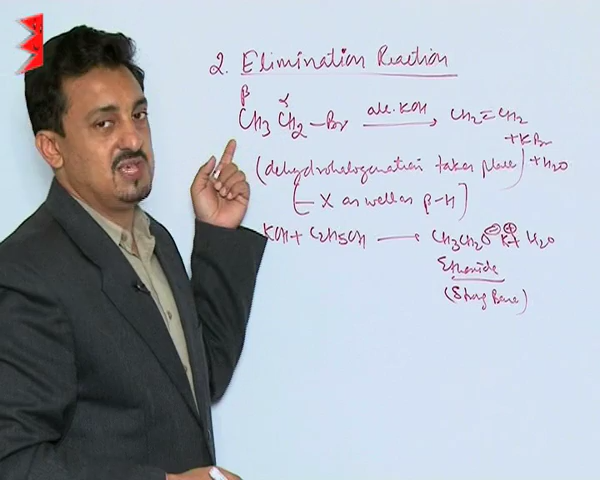 2. Elimination Reaction
β α
CH3 CH2 – Br alc. KOH → CH2 = CH2
+ KBr
(dehydrohalogenation takes place) + H2O
(– X as well as β – H)
KOH + C2H5OH → CH3CH2O⊖ K⊕ + H2O
Ethoxide
(Strong Base)